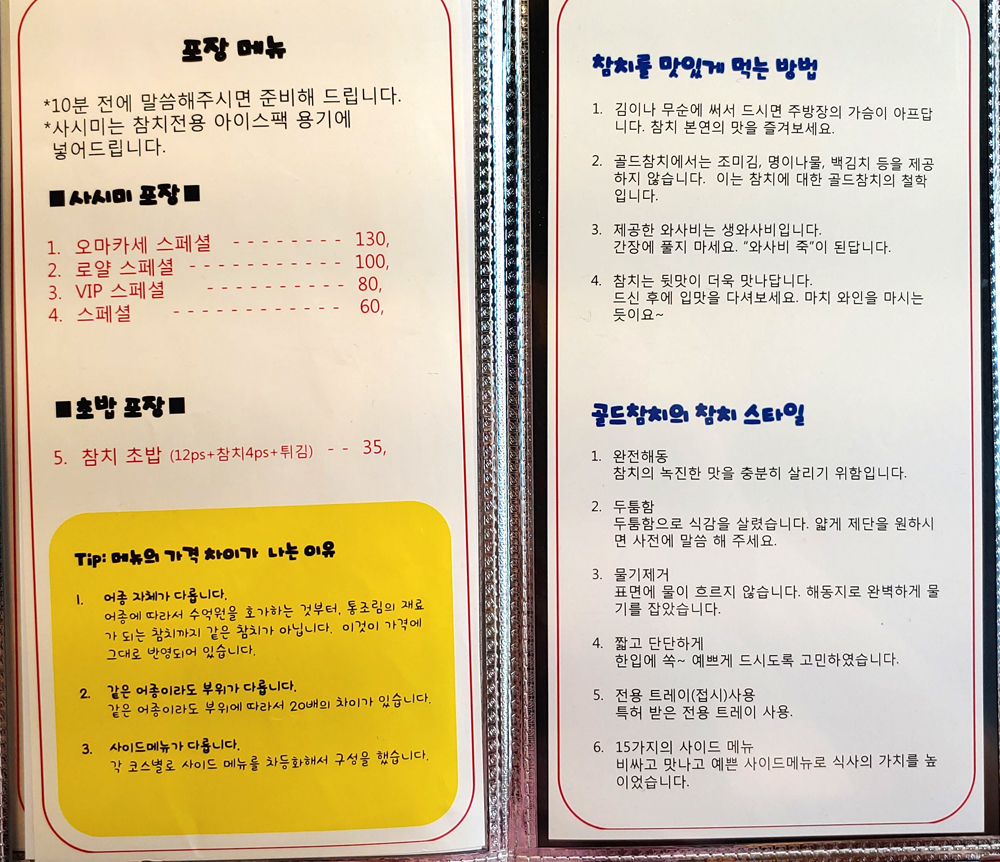 포장 메뉴
*10분 전에 말씀해주시면 준비해 드립니다.
*사시미는 참치전용 아이스팩 용기에
넣어드립니다.
■사시미 포장■
1. 오마카세 스페셜 - - - - - - - - 130,
2. 로얄 스페셜 - - - - - - - - - - - 100,
3. VIP 스페셜 - - - - - - - - - - 80,
4. 스페셜 - - - - - - - - - - - - 60,
■초밥 포장■
5. 참치 초밥 (12ps+참치4ps+튀김) - - 35,
Tip: 메뉴의 가격 차이가 나는 이유
1. 어종 자체가 다릅니다.
어종에 따라서 수억원을 호가하는 것부터, 통조림의 재료
가 되는 참치까지 같은 참치가 아닙니다. 이것이 가격에
그대로 반영되어 있습니다.
2. 같은 어종이라도 부위가 다릅니다.
같은 어종이라도 부위에 따라서 20배의 차이가 있습니다.
3. 사이드메뉴가 다릅니다.
각 코스별로 사이드 메뉴를 차등화해서 구성을 했습니다.
참치를 맛있게 먹는 방법
1. 김이나 무순에 써서 드시면 주방장의 가슴이 아프답
니다. 참치 본연의 맛을 즐겨보세요.
2. 골드참치에서는 조미김, 명이나물, 백김치 등을 제공
하지 않습니다. 이는 참치에 대한 골드참치의 철학
입니다.
3. 제공한 와사비는 생와사비입니다.
간장에 풀지 마세요. “와사비 죽”이 된답니다.
4. 참치는 뒷맛이 더욱 맛나답니다.
드신 후에 입맛을 다셔보세요. 마치 와인을 마시는
듯이요~
골드참치의 참치 스타일
1. 완전해동
참치의 녹진한 맛을 충분히 살리기 위함입니다.
2. 두툼함
두툼함으로 식감을 살렸습니다. 얇게 제단을 원하시
면 사전에 말씀 해 주세요.
3. 물기제거
표면에 물이 흐르지 않습니다. 해동지로 완벽하게 물
기를 잡았습니다.
4. 짧고 단단하게
한입에 쏙~ 예쁘게 드시도록 고민하였습니다.
5. 전용 트레이(접시)사용
특허 받은 전용 트레이 사용.
6. 15가지의 사이드 메뉴
비싸고 맛나고 예쁜 사이드메뉴로 식사의 가치를 높
이었습니다.